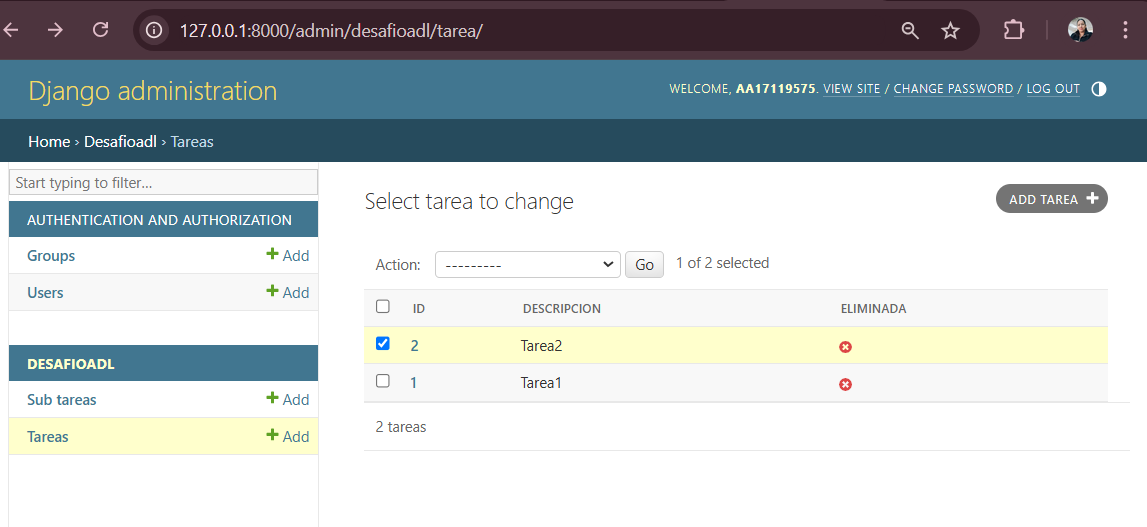 127.0.0.1:8000/admin/desafioadl/tarea/
Django administration
WELCOME, AA17119575. VIEW SITE / CHANGE PASSWORD / LOG OUT
Home › Desafioadl › Tareas
Start typing to filter...
AUTHENTICATION AND AUTHORIZATION
Groups + Add
Users + Add
DESAFIOADL
Sub tareas + Add
Tareas + Add
Select tarea to change
ADD TAREA +
Action: --------- Go 1 of 2 selected
ID DESCRIPCION ELIMINADA
2 Tarea2
1 Tarea1
2 tareas